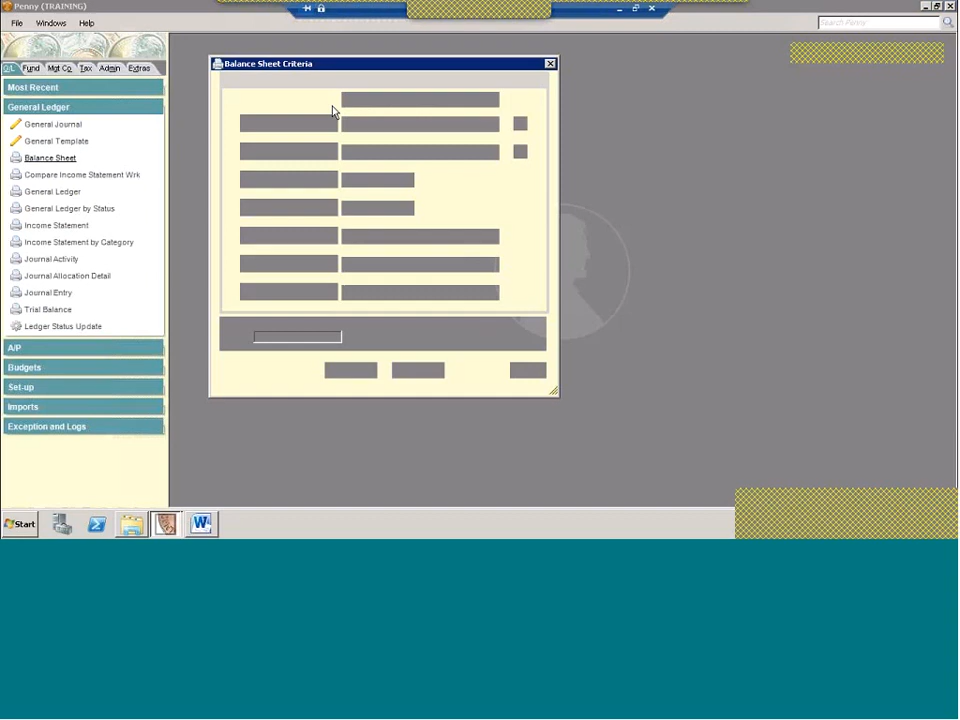 Penny (TRAINING)
File Windows Help
Search Penny
G/L Fund Mgt Co Tax Admin Extras
Most Recent
General Ledger
General Journal
General Template
Balance Sheet
Compare Income Statement Wrk
General Ledger
General Ledger by Status
Income Statement
Income Statement by Category
Journal Activity
Journal Allocation Detail
Journal Entry
Trial Balance
Ledger Status Update
A/P
Budgets
Set-up
Imports
Exception and Logs
Balance Sheet Criteria
Start